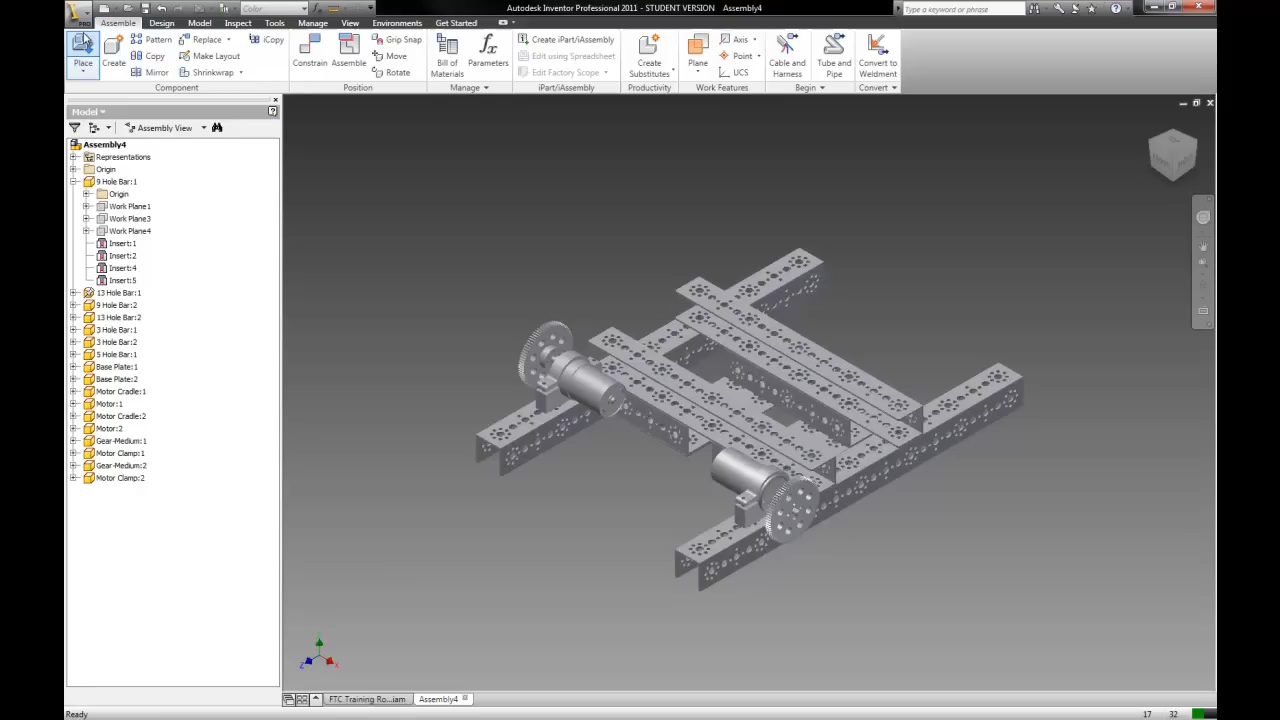 PRO
Color
Autodesk Inventor Professional 2011 - STUDENT VERSION Assembly4
Type a keyword or phrase
Assemble Design Model Inspect Tools Manage View Environments Get Started
Place
Create
Pattern
Copy
Mirror
Replace
Make Layout
Shrinkwrap
iCopy
Component
Constrain
Assemble
Grip Snap
Move
Rotate
Position
Bill of
Materials
Parameters
Manage
Create iPart/iAssembly
Edit using Spreadsheet
Edit Factory Scope
iPart/iAssembly
Create
Substitutes
Productivity
Plane
Axis
Point
UCS
Work Features
Cable and
Harness
Tube and
Pipe
Begin
Convert to
Weldment
Convert
Model
Assembly View
Assembly4
Representations
Origin
9 Hole Bar:1
Origin
Work Plane1
Work Plane3
Work Plane4
Insert:1
Insert:2
Insert:4
Insert:5
13 Hole Bar:1
9 Hole Bar:2
13 Hole Bar:2
3 Hole Bar:1
3 Hole Bar:2
5 Hole Bar:1
Base Plate:1
Base Plate:2
Motor Cradle:1
Motor:1
Motor Cradle:2
Motor:2
Gear-Medium:1
Motor Clamp:1
Gear-Medium:2
Motor Clamp:2
FTC Training Ro...iam
Assembly4
Ready
17 32